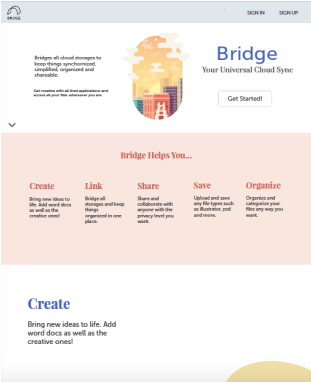 BRIDGE
SIGN IN
SIGN UP
Bridges all cloud storages to
keep things synchornized,
simplified, organized and
shareable.
Get creative with all liked applications and
access all your files whereever you are.
Bridge
Your Universal Cloud Sync
Get Started!
Bridge Helps You...
Create
Bring new ideas to
life. Add word docs
as well as the
creative ones!
Link
Bridge all
storages and keep
things
organized in one
place.
Share
Share and
collaborate with
anyone with the
privacy level you
want.
Save
Upload and save
any file types such
as illustrator, psd
and more.
Organize
Organize and
categorize your
files any way you
want.
Create
Bring new ideas to life. Add
word docs as well as the
creative ones!